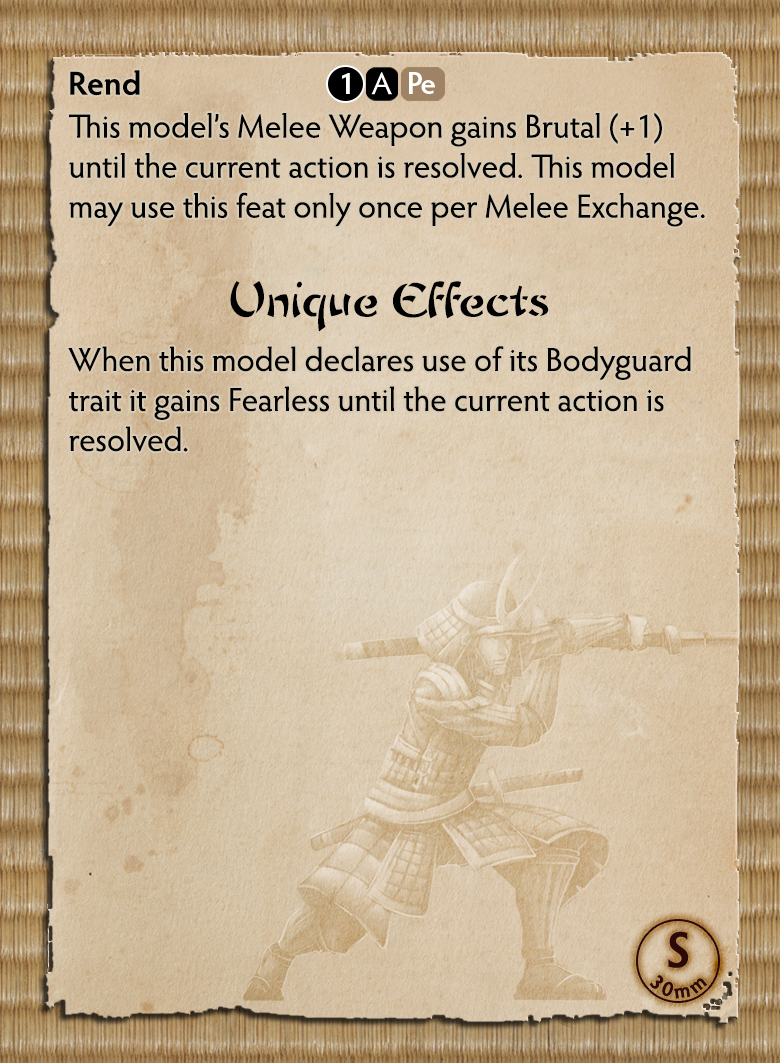 Rend 1 A Pe
This model's Melee Weapon gains Brutal (+1)
until the current action is resolved. This model
may use this feat only once per Melee Exchange.
Unique Effects
When this model declares use of its Bodyguard
trait it gains Fearless until the current action is
resolved.
S
30mm